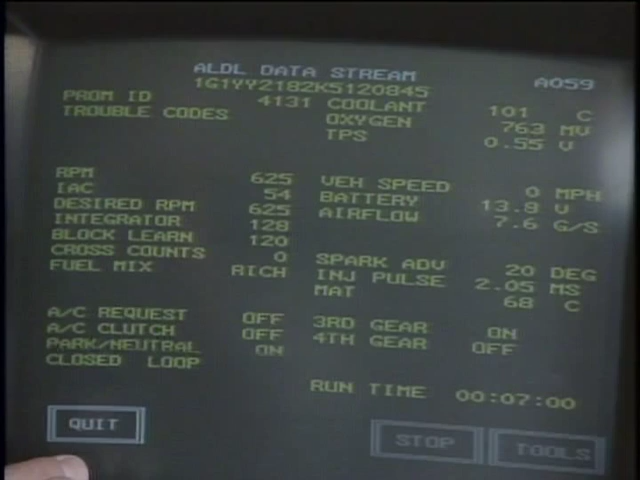 ALDL DATA STREAM A059
1G1YY2182K5120845
PROM ID 4131 COOLANT 101 C
TROUBLE CODES OXYGEN 763 MV
TPS 0.55 V
RPM 625 VEH SPEED 0 MPH
IAC 54 BATTERY 13.8 V
DESIRED RPM 625 AIRFLOW 7.6 G/S
INTEGRATOR 128
BLOCK LEARN 120 SPARK ADV 20 DEG
CROSS COUNTS 0 INJ PULSE 2.05 MS
FUEL MIX RICH MAT 68 C
A/C REQUEST OFF 3RD GEAR ON
A/C CLUTCH OFF 4TH GEAR OFF
PARK/NEUTRAL ON
CLOSED LOOP
RUN TIME 00:07:00
QUIT STOP TOOLS